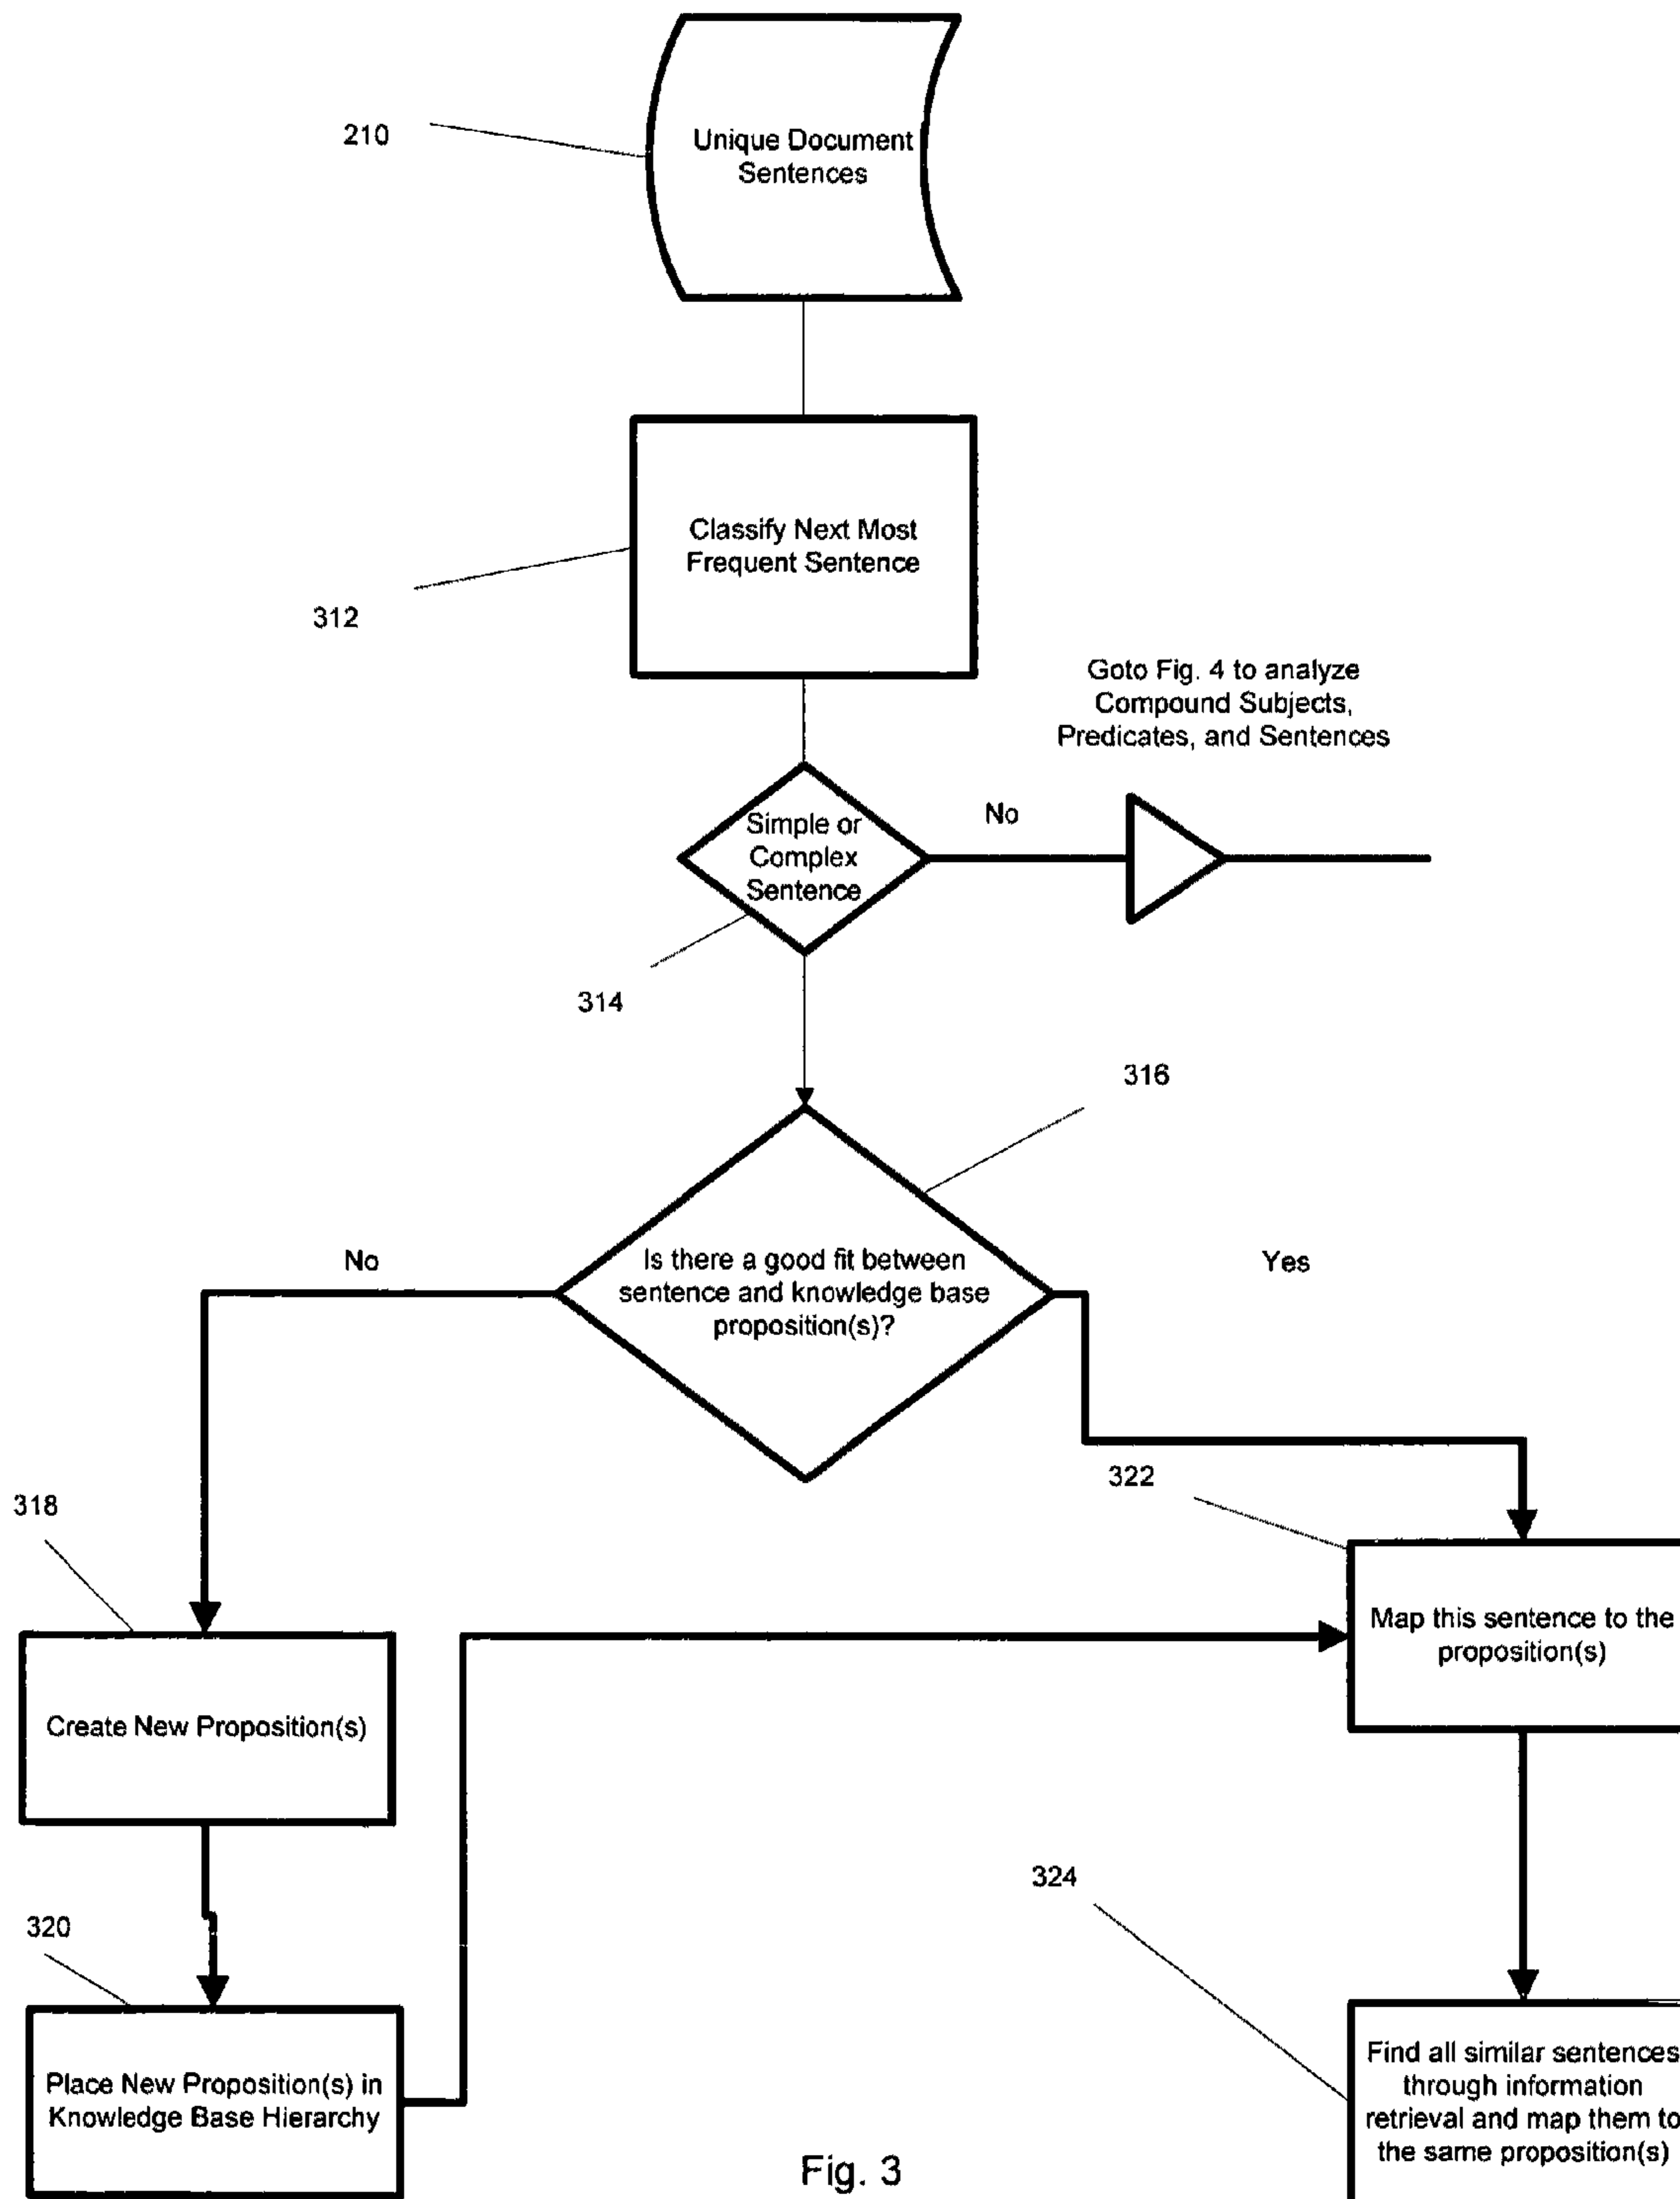 210
Unique Document
Sentences
Classify Next Most
Frequent Sentence
312
Goto Fig. 4 to analyze
Compound Subjects,
Predicates, and Sentences
Simple or
Complex
Sentence
No
314
316
Is there a good fit between
sentence and knowledge base
proposition(s)?
No
Yes
318
322
Create New Proposition(s)
Map this sentence to the
proposition(s)
320
324
Place New Proposition(s) in
Knowledge Base Hierarchy
Find all similar sentences
through information
retrieval and map them to
the same proposition(s)
Fig. 3